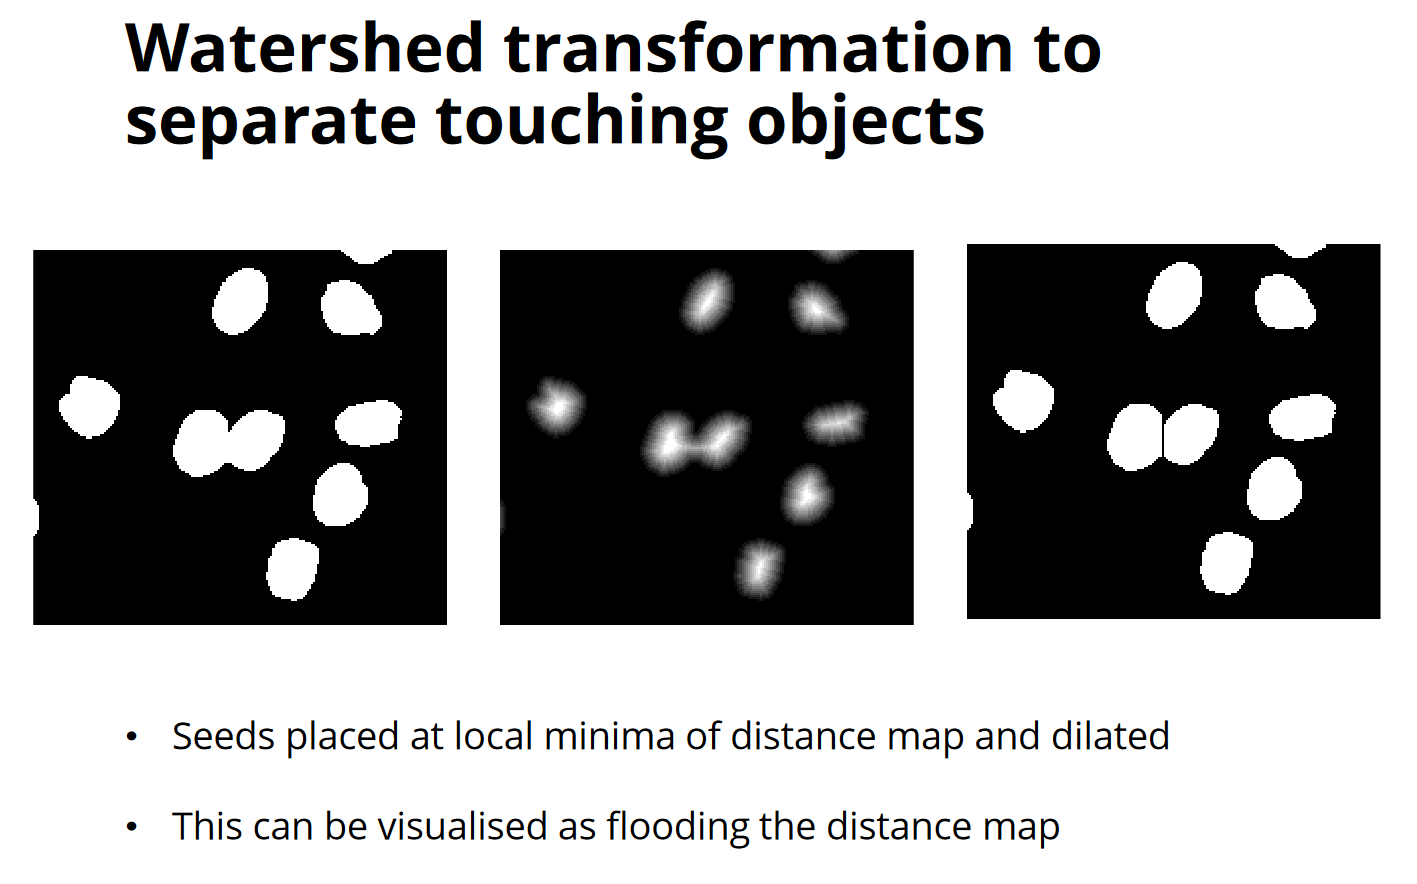 Watershed transformation to
separate touching objects
• Seeds placed at local minima of distance map and dilated
• This can be visualised as flooding the distance map